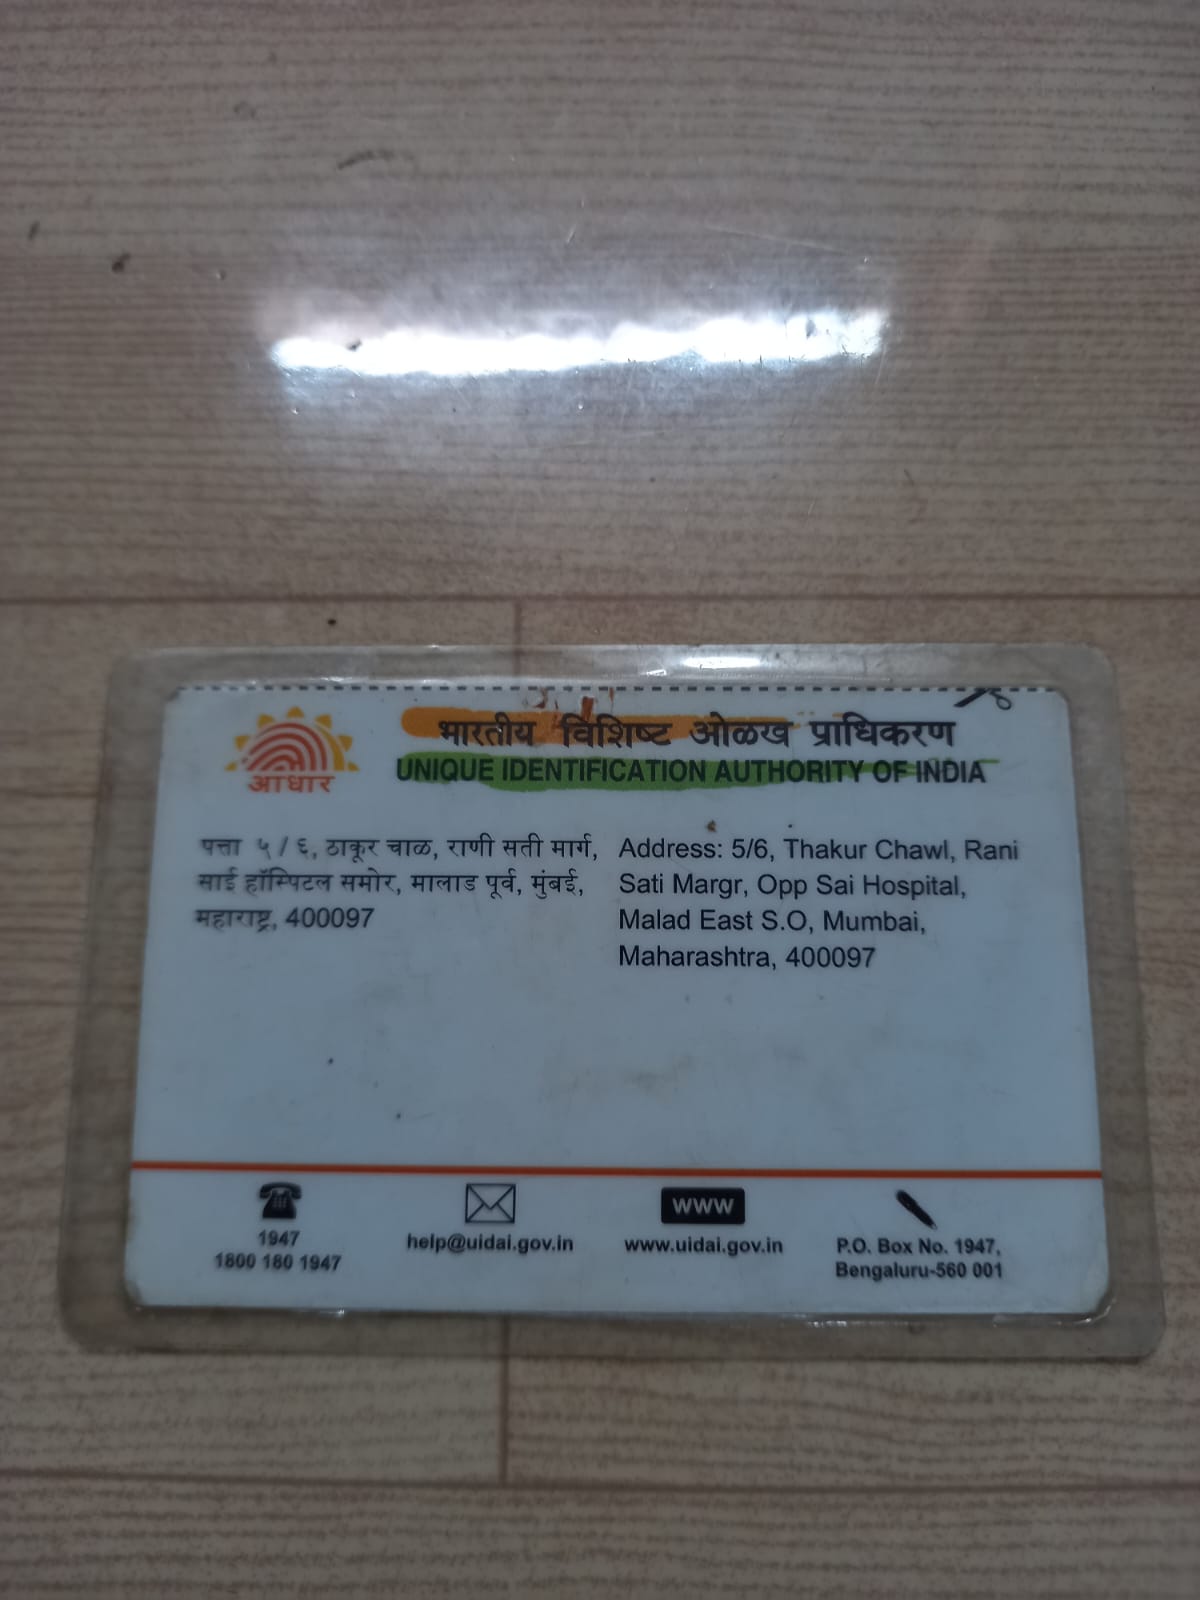 आधार
भारतीय विशिष्ट ओळख प्राधिकरण
UNIQUE IDENTIFICATION AUTHORITY OF INDIA
पत्ता ५ / ६, ठाकूर चाळ, राणी सती मार्ग,
साई हॉस्पिटल समोर, मालाड पूर्व, मुंबई,
महाराष्ट्र, 400097
Address: 5/6, Thakur Chawl, Rani
Sati Margr, Opp Sai Hospital,
Malad East S.O, Mumbai,
Maharashtra, 400097
1947
1800 180 1947
help@uidai.gov.in
WWW
www.uidai.gov.in
P.O. Box No. 1947,
Bengaluru-560 001